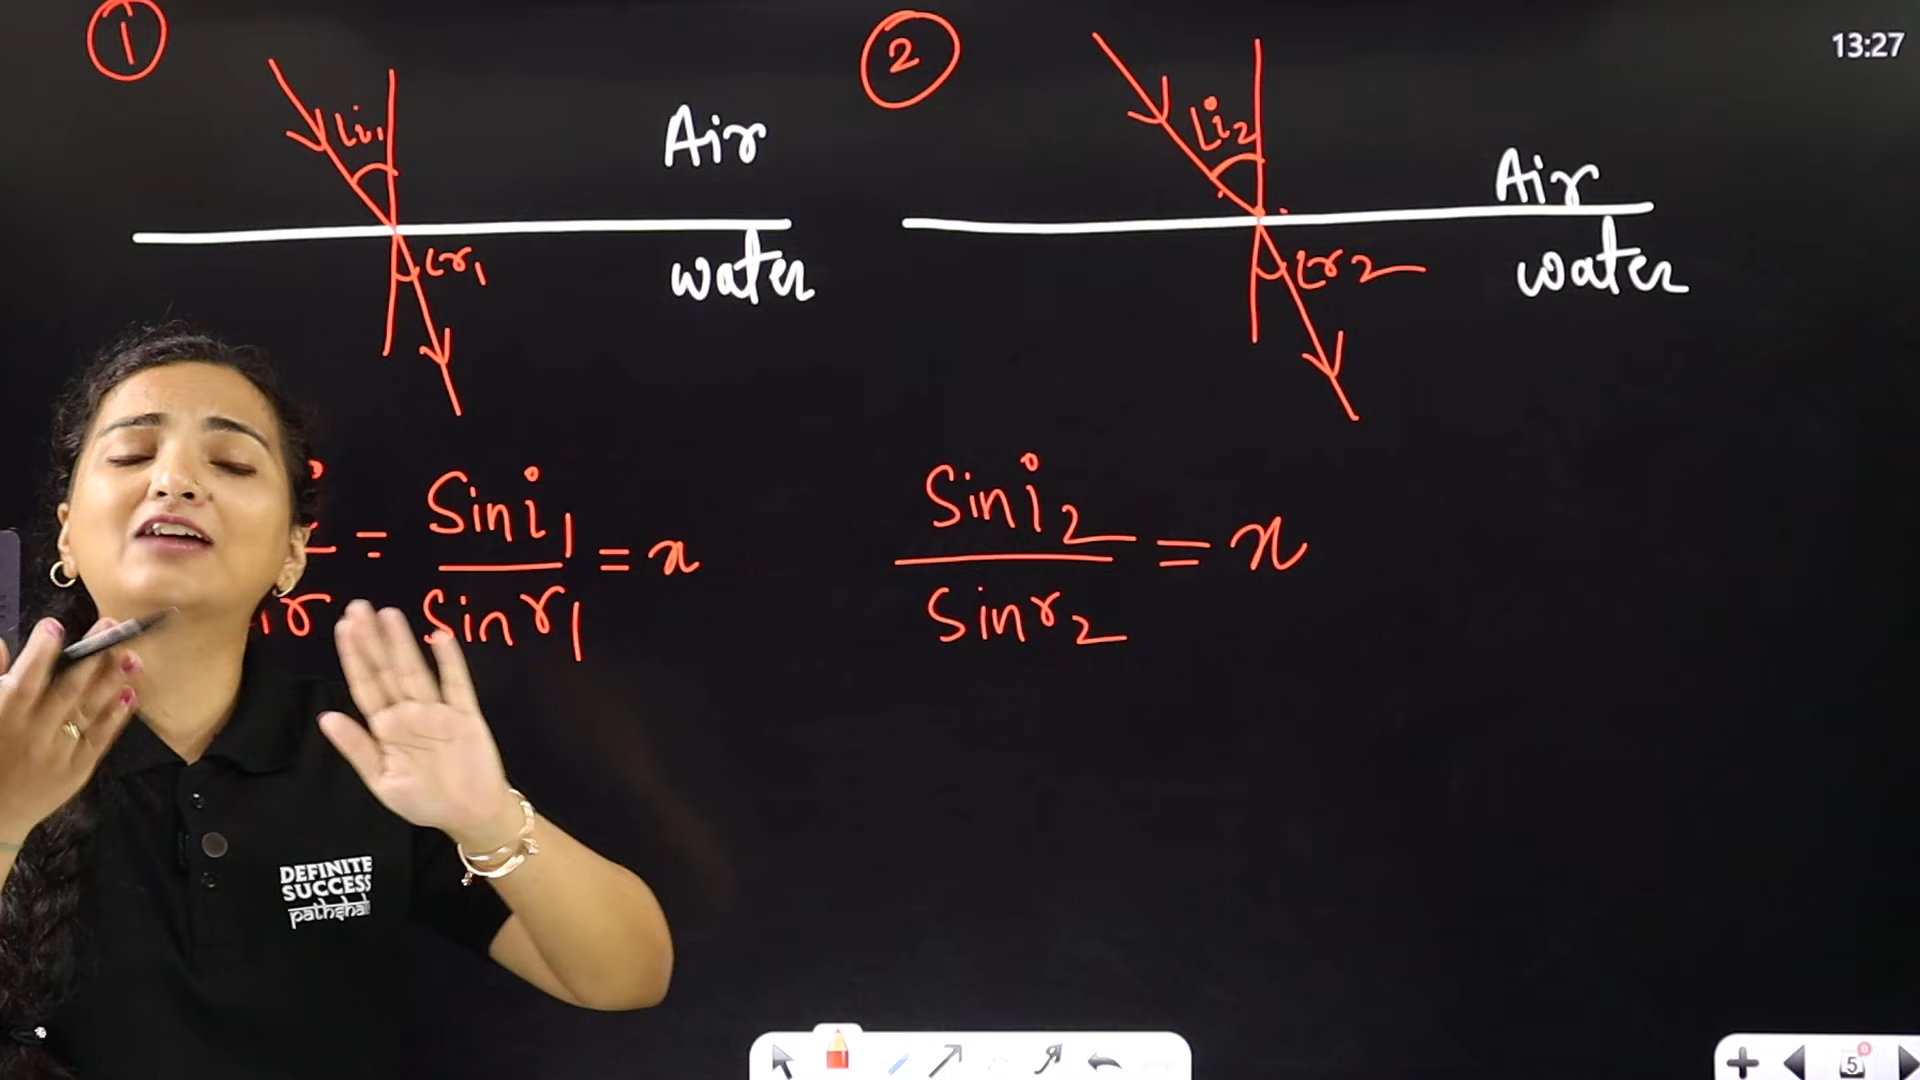 1
2
13:27
∠i₁
Air
∠i₂
Air
∠r₁
water
∠r₂
water
= Sin i₁ / Sin r₁ = x
Sin i₂ / Sin r₂ = x
DEFINITE
SUCCESS
5